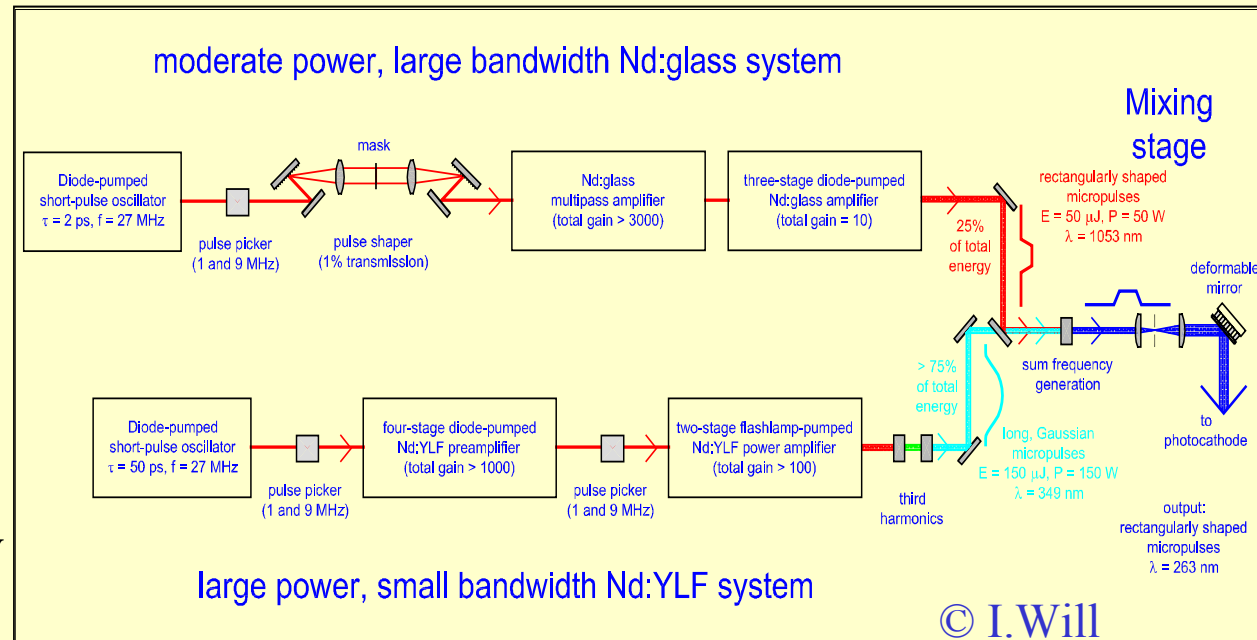 moderate power, large bandwidth Nd:glass system
Mixing
stage
mask
Diode-pumped
short-pulse oscillator
τ = 2 ps, f = 27 MHz
pulse picker
(1 and 9 MHz)
pulse shaper
(1% transmission)
Nd:glass
multipass amplifier
(total gain > 3000)
three-stage diode-pumped
Nd:glass amplifier
(total gain = 10)
25%
of total
energy
rectangularly shaped
micropulses
E = 50 μJ, P = 50 W
λ = 1053 nm
deformable
mirror
> 75%
of total
energy
sum frequency
generation
to
photocathode
Diode-pumped
short-pulse oscillator
τ = 50 ps, f = 27 MHz
pulse picker
(1 and 9 MHz)
four-stage diode-pumped
Nd:YLF preamplifier
(total gain > 1000)
pulse picker
(1 and 9 MHz)
two-stage flashlamp-pumped
Nd:YLF power amplifier
(total gain > 100)
third
harmonics
long, Gaussian
micropulses
E = 150 μJ, P = 150 W
λ = 349 nm
output:
rectangularly shaped
micropulses
λ = 263 nm
large power, small bandwidth Nd:YLF system
© I.Will